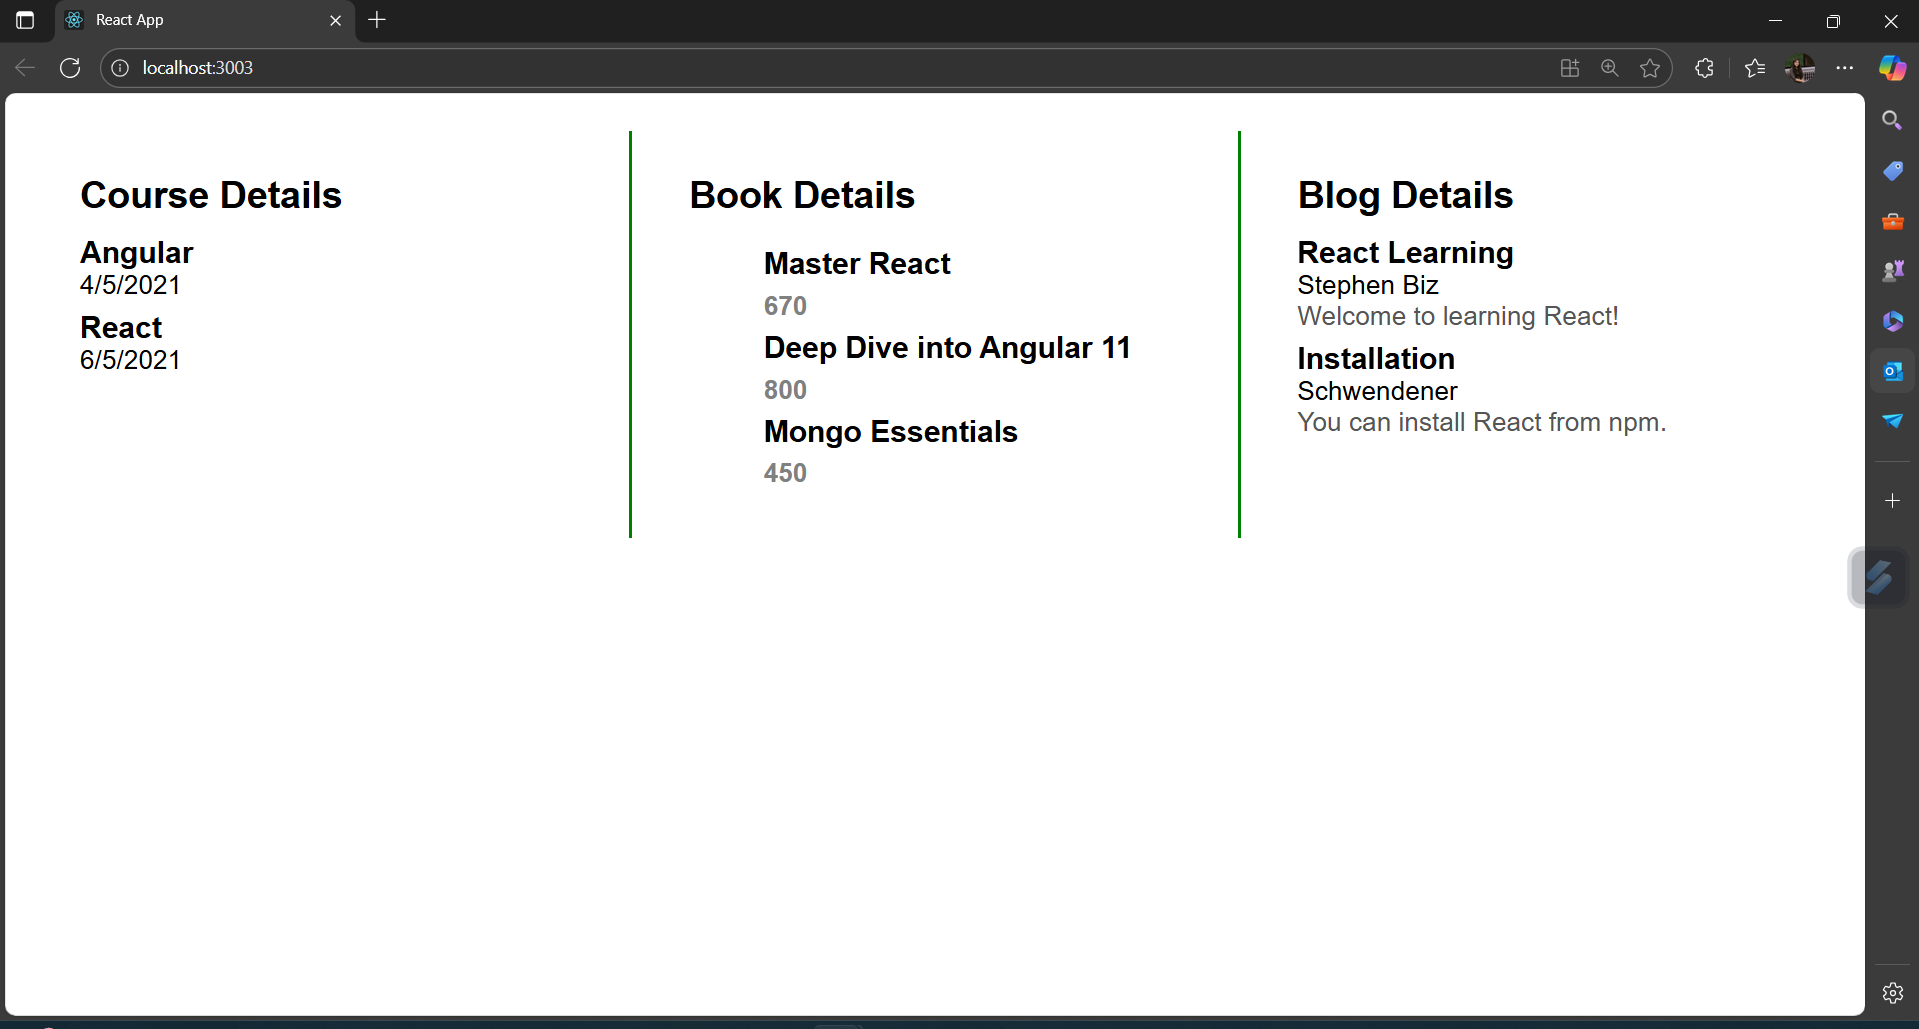 React App
localhost:3003
Course Details
Angular
4/5/2021
React
6/5/2021
Book Details
Master React
670
Deep Dive into Angular 11
800
Mongo Essentials
450
Blog Details
React Learning
Stephen Biz
Welcome to learning React!
Installation
Schwendener
You can install React from npm.